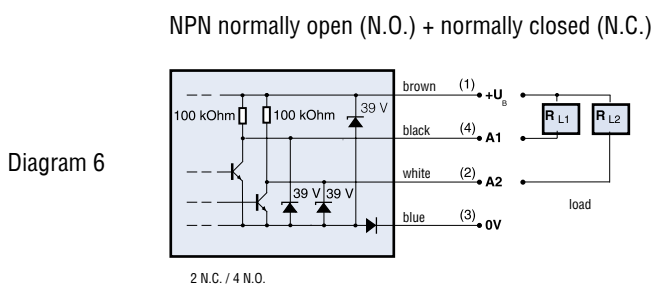 NPN normally open (N.O.) + normally closed (N.C.)
Diagram 6
brown (1) +UB
100 kOhm 100 kOhm 39 V
RL1 RL2
black (4) A1
white (2) A2
39 V 39 V
load
blue (3) 0V
2 N.C. / 4 N.O.